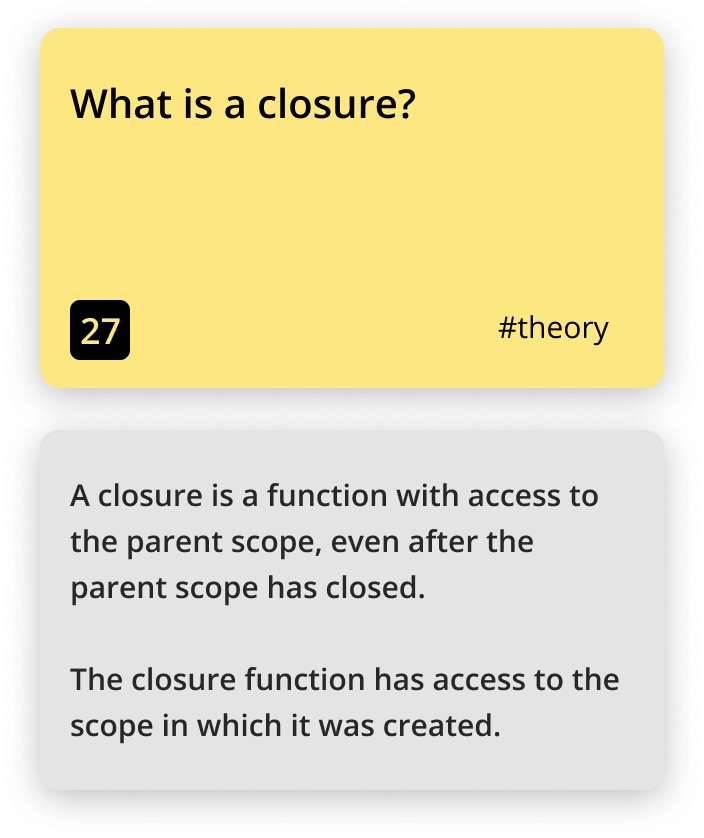 What is a closure?
27
#theory
A closure is a function with access to
the parent scope, even after the
parent scope has closed.
The closure function has access to the
scope in which it was created.